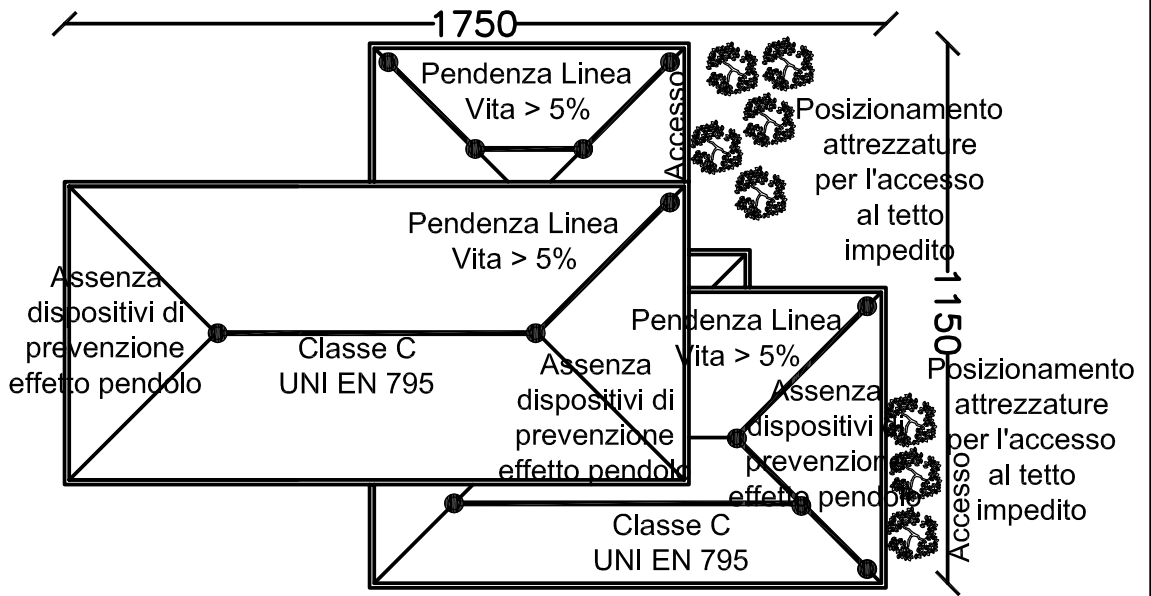 1750
Pendenza Linea
Vita > 5%
Accesso
Posizionamento
attrezzature
per l'accesso
al tetto
impedito
Pendenza Linea
Vita > 5%
Assenza
dispositivi di
prevenzione
effetto pendolo
Classe C
UNI EN 795
Assenza
dispositivi di
prevenzione
effetto pendolo
Pendenza Linea
Vita > 5%
Assenza
dispositivi di
prevenzione
effetto pendolo
1150
Posizionamento
attrezzature
per l'accesso
al tetto
impedito
Accesso
Classe C
UNI EN 795